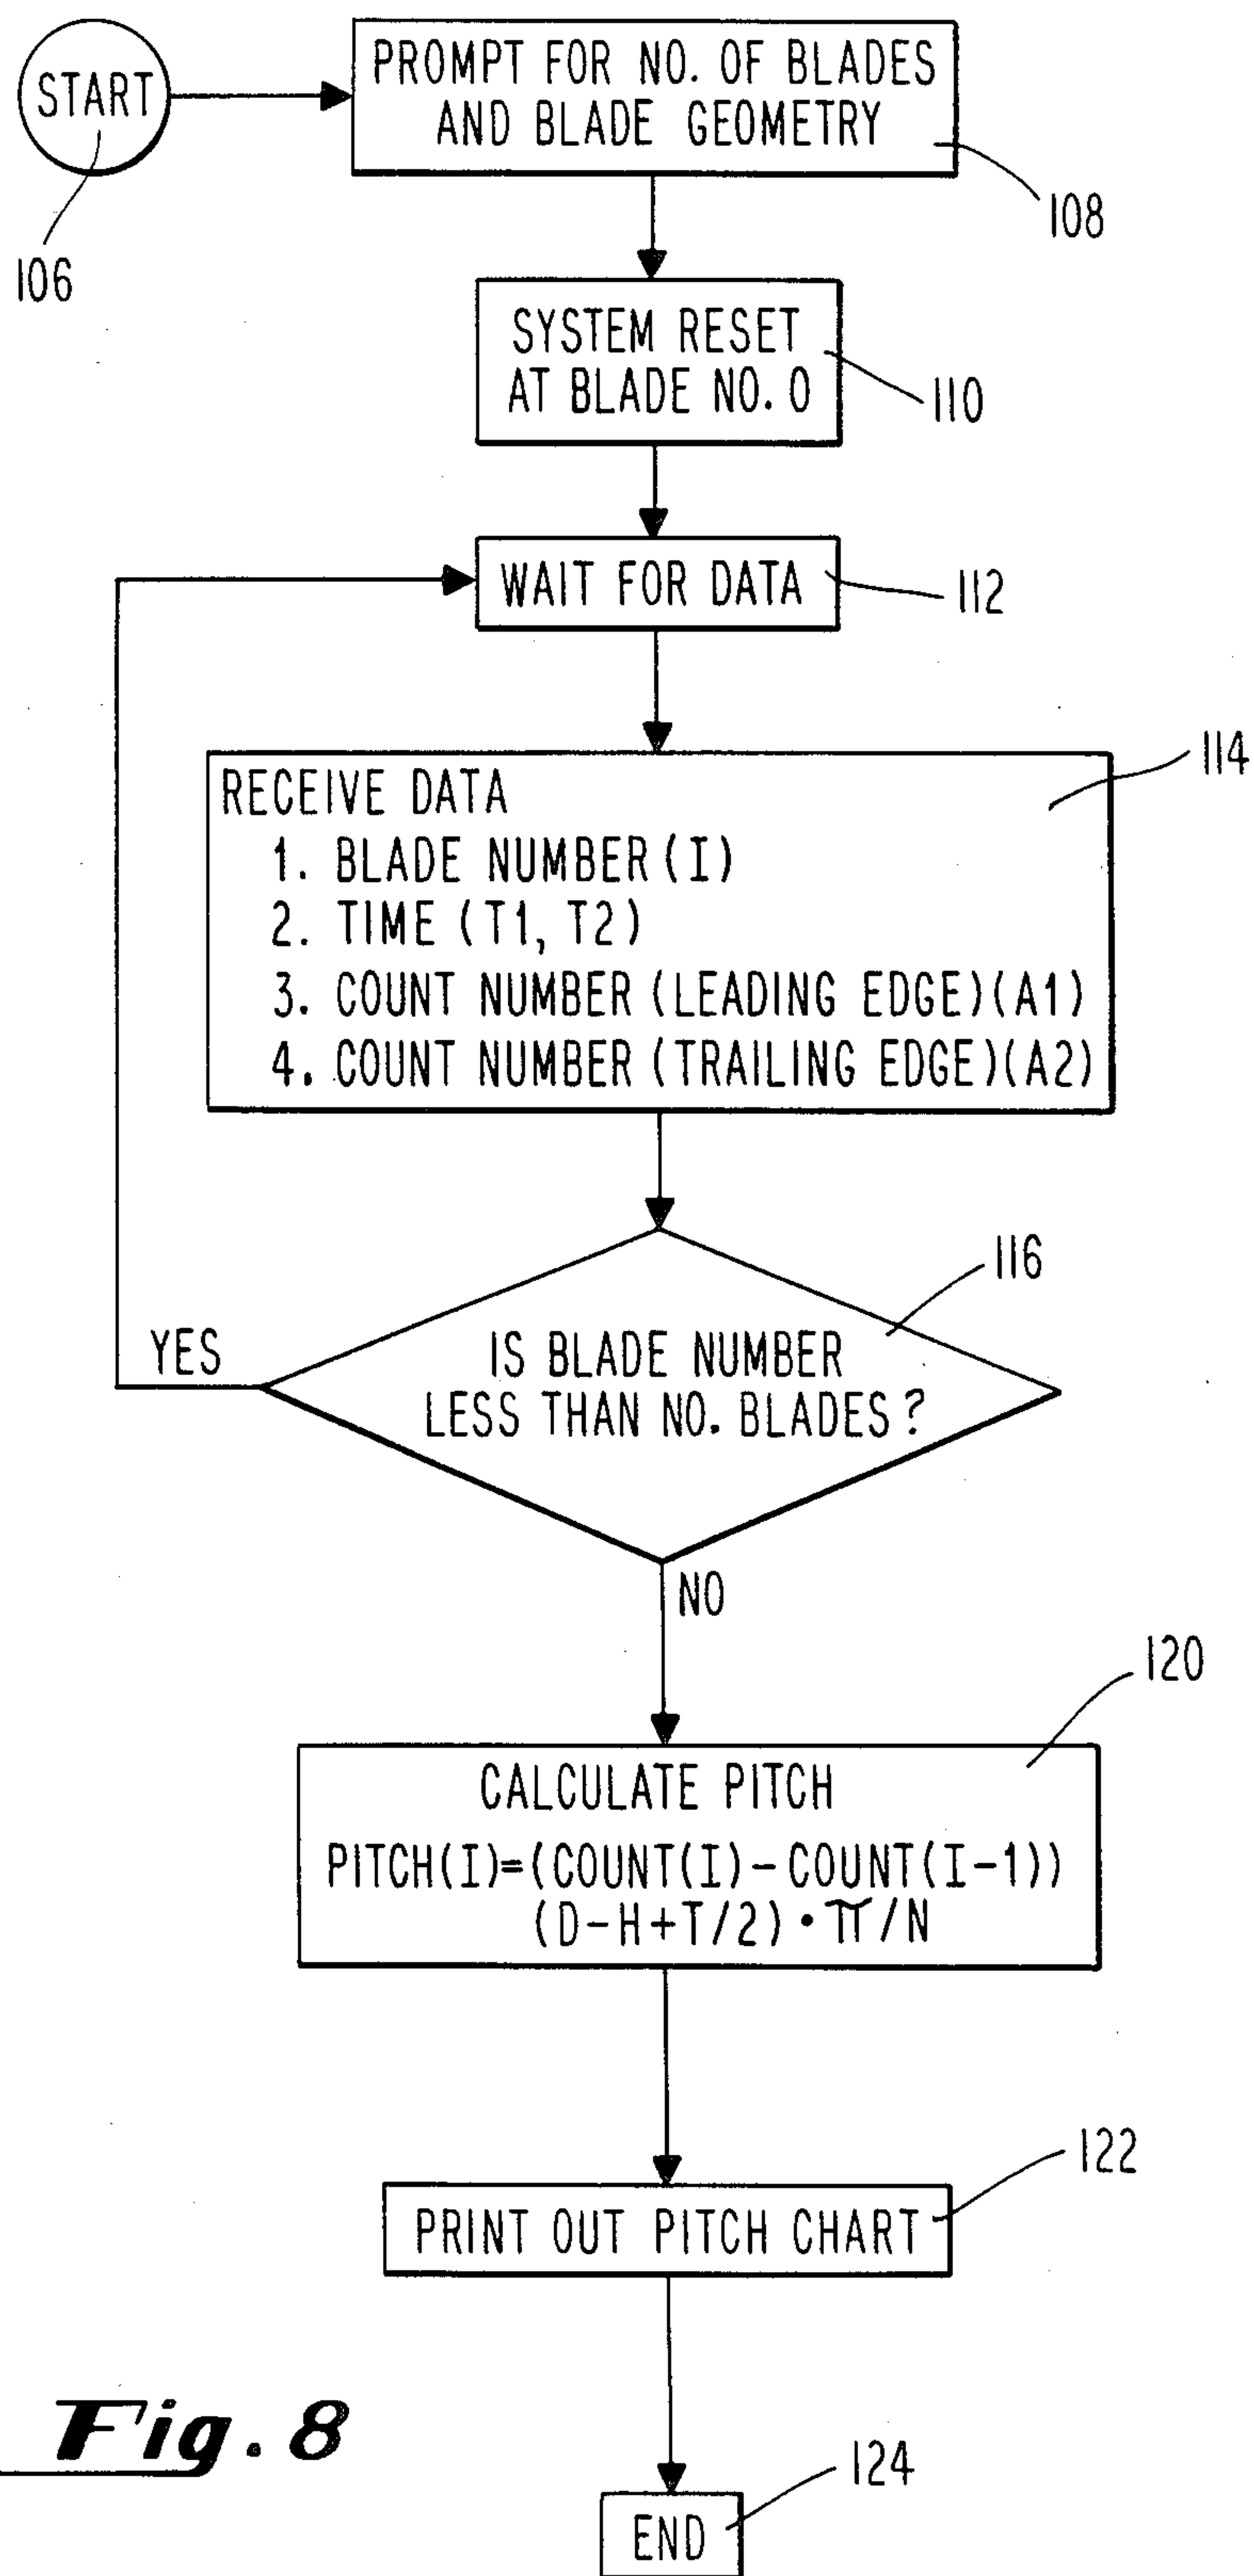 START
PROMPT FOR NO. OF BLADES
AND BLADE GEOMETRY
106
108
SYSTEM RESET
AT BLADE NO. 0
110
WAIT FOR DATA
112
114
RECEIVE DATA
1. BLADE NUMBER (I)
2. TIME (T1, T2)
3. COUNT NUMBER (LEADING EDGE)(A1)
4. COUNT NUMBER (TRAILING EDGE)(A2)
116
YES
IS BLADE NUMBER
LESS THAN NO. BLADES?
NO
120
CALCULATE PITCH
PITCH(I)=(COUNT(I)-COUNT(I-1))
(D-H+T/2)•π/N
122
PRINT OUT PITCH CHART
Fig. 8
124
END